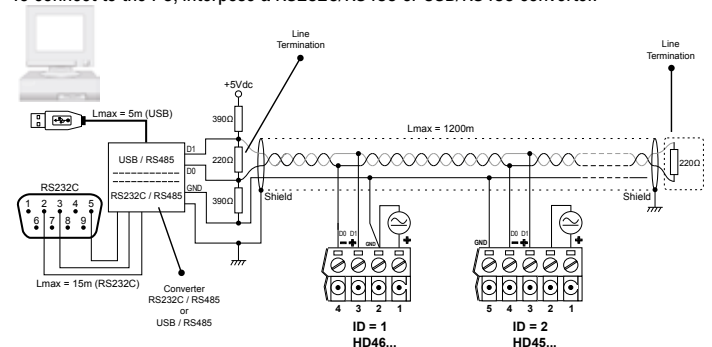 To connect to the PC, interpose a RS232C/RS485 or USB/RS485 converter.
Line
Termination
Line
Termination
+5Vdc
Lmax = 5m (USB)
390Ω
Lmax = 1200m
D1
USB / RS485
220Ω
220Ω
D0
RS232C
GND
RS232C / RS485
390Ω
Shield
Shield
1 2 3 4 5
6 7 8 9
D0 D1
GND
GND
D0 D1
Lmax = 15m (RS232C)
Converter
RS232C / RS485
or
USB / RS485
4 3 2 1
5 4 3 2 1
ID = 1
HD46...
ID = 2
HD45...